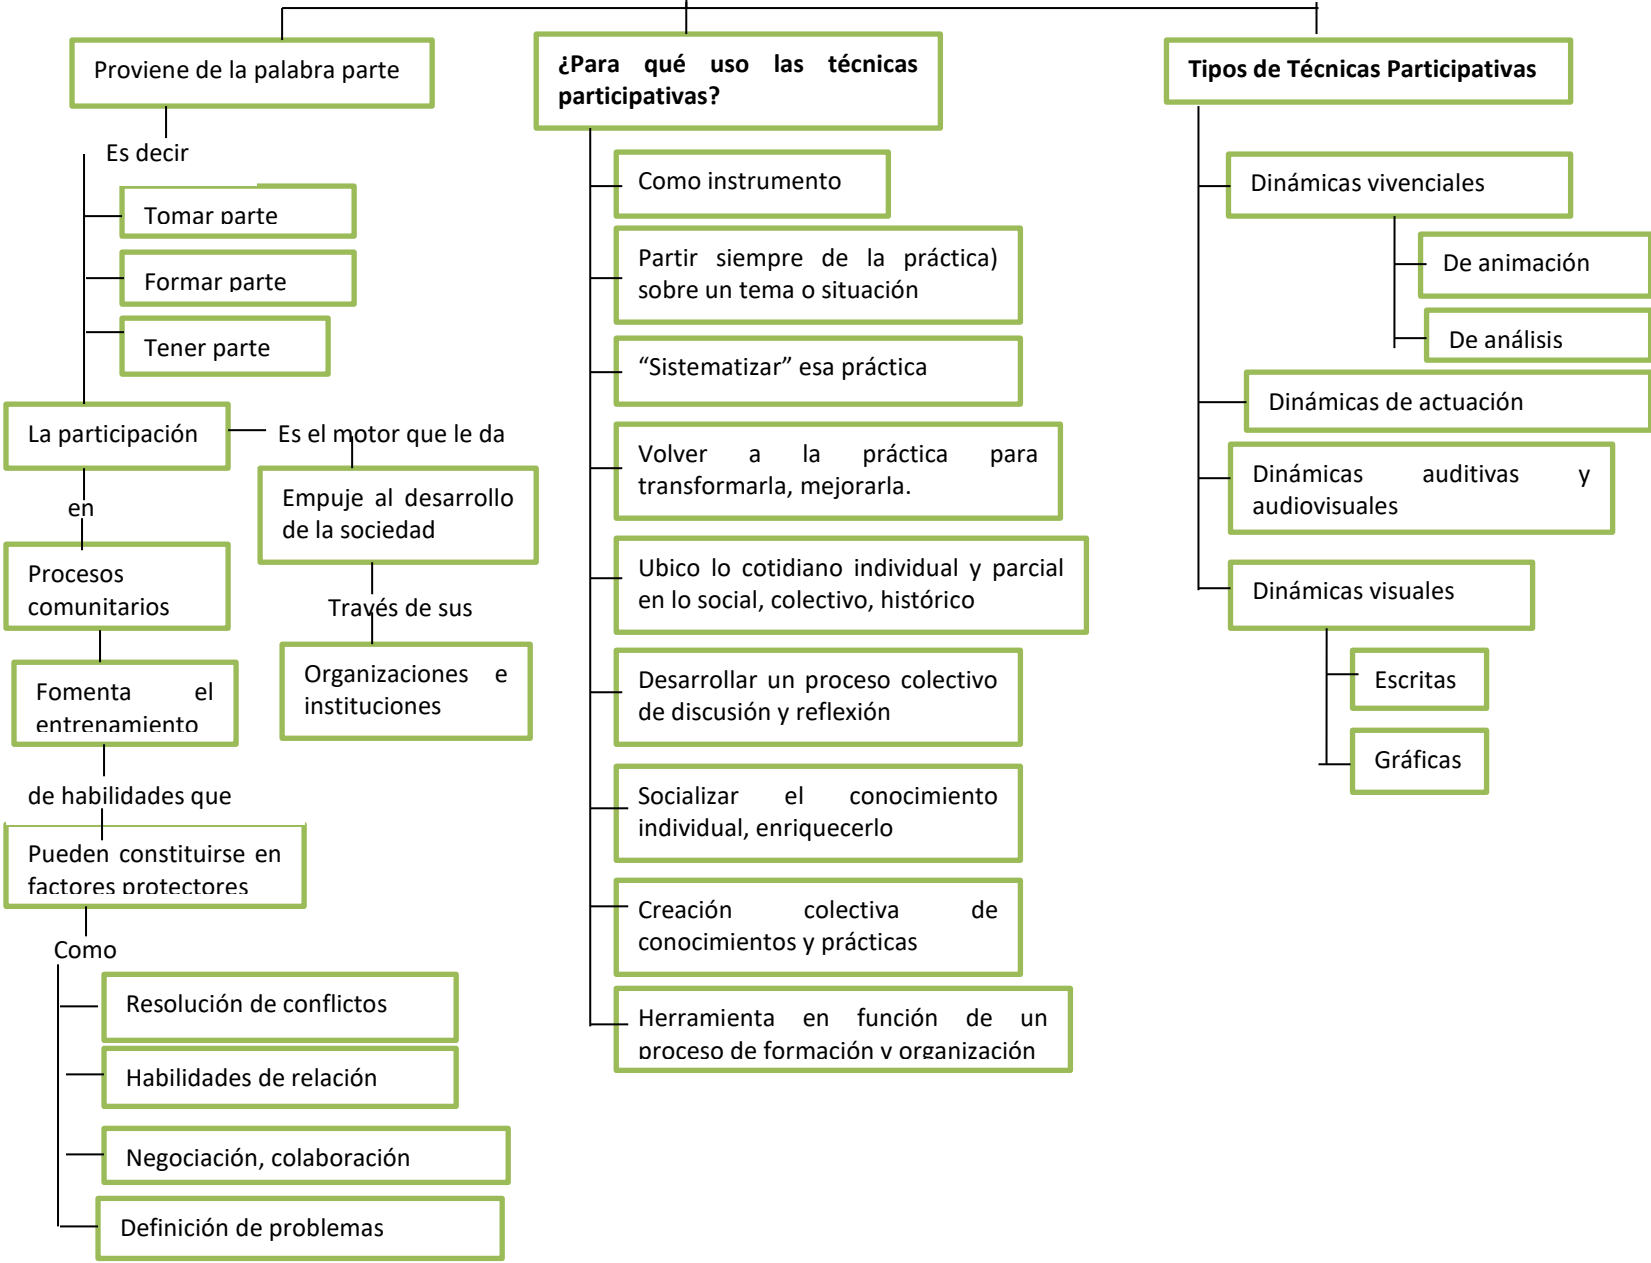 Proviene de la palabra parte
Es decir
Tomar parte
Formar parte
Tener parte
La participación
Es el motor que le da
Empuje al desarrollo
de la sociedad
Través de sus
Organizaciones e
instituciones
en
Procesos
comunitarios
Fomenta el
entrenamiento
de habilidades que
Pueden constituirse en
factores protectores
Como
Resolución de conflictos
Habilidades de relación
Negociación, colaboración
Definición de problemas
¿Para qué uso las técnicas
participativas?
Como instrumento
Partir siempre de la práctica)
sobre un tema o situación
“Sistematizar” esa práctica
Volver a la práctica para
transformarla, mejorarla.
Ubico lo cotidiano individual y parcial
en lo social, colectivo, histórico
Desarrollar un proceso colectivo
de discusión y reflexión
Socializar el conocimiento
individual, enriquecerlo
Creación colectiva de
conocimientos y prácticas
Herramienta en función de un
proceso de formación y organización
Tipos de Técnicas Participativas
Dinámicas vivenciales
De animación
De análisis
Dinámicas de actuación
Dinámicas auditivas y
audiovisuales
Dinámicas visuales
Escritas
Gráficas